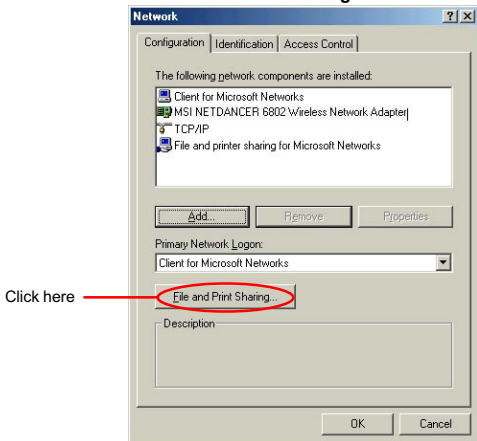 Network
Configuration Identification Access Control
The following network components are installed:
Client for Microsoft Networks
MSI NETDANCER 6802 Wireless Network Adapter
TCP/IP
File and printer sharing for Microsoft Networks
Add... Remove Properties
Primary Network Logon:
Client for Microsoft Networks
Click here
File and Print Sharing...
Description
OK Cancel